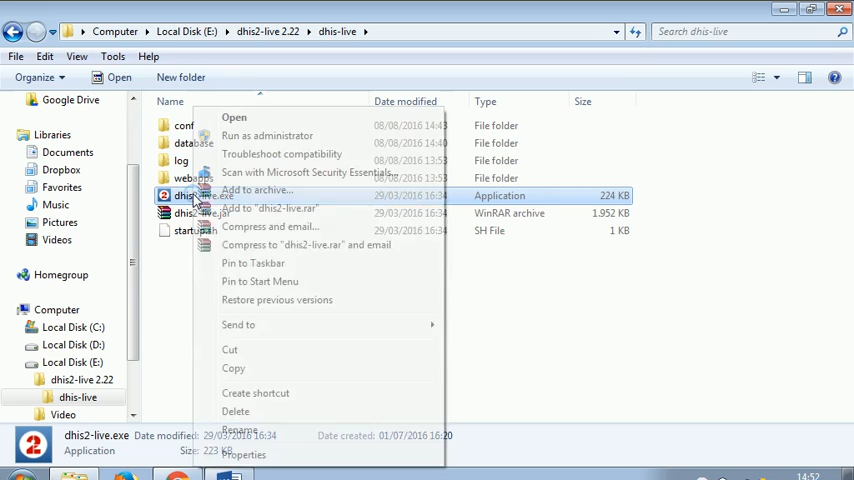 Computer Local Disk (E:) dhis2-live 2.22 dhis-live Search dhis-live
File Edit View Tools Help
Organize Open New folder
Google Drive
Libraries
Documents
Dropbox
Favorites
Music
Pictures
Videos
Homegroup
Computer
Local Disk (C:)
Local Disk (D:)
Local Disk (E:)
dhis2-live 2.22
dhis-live
Video
Name Date modified Type Size
conf 08/08/2016 14:43 File folder
database 08/08/2016 14:40 File folder
log 08/08/2016 13:53 File folder
webapps 08/08/2016 13:53 File folder
dhis2-live.exe 29/03/2016 16:34 Application 224 KB
dhis2-live.jar 29/03/2016 16:34 WinRAR archive 1.952 KB
startup.sh 29/03/2016 16:34 SH File 1 KB
Open
Run as administrator
Troubleshoot compatibility
Scan with Microsoft Security Essentials...
Add to archive...
Add to "dhis2-live.rar"
Compress and email...
Compress to "dhis2-live.rar" and email
Pin to Taskbar
Pin to Start Menu
Restore previous versions
Send to
Cut
Copy
Create shortcut
Delete
Rename
Properties
2
dhis2-live.exe Date modified: 29/03/2016 16:34 Date created: 01/07/2016 16:20
Application Size: 223 KB
14:52